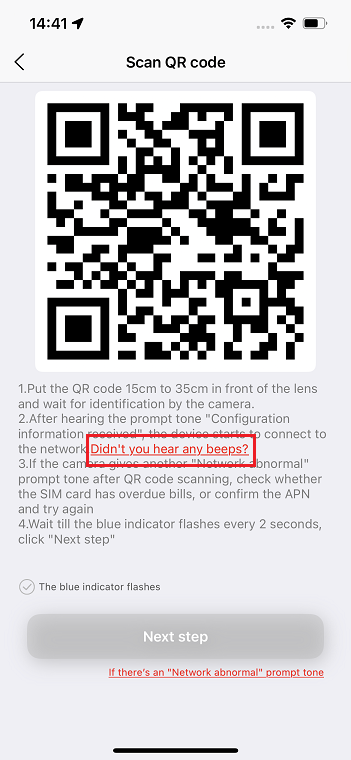 14:41
Scan QR code
1.Put the QR code 15cm to 35cm in front of the lens
and wait for identification by the camera.
2.After hearing the prompt tone "Configuration
information received", the device starts to connect to
the network Didn't you hear any beeps?
3.If the camera gives another "Network abnormal"
prompt tone after QR code scanning, check whether
the SIM card has overdue bills, or confirm the APN
and try again
4.Wait till the blue indicator flashes every 2 seconds,
click "Next step"
The blue indicator flashes
Next step
If there's an "Network abnormal" prompt tone